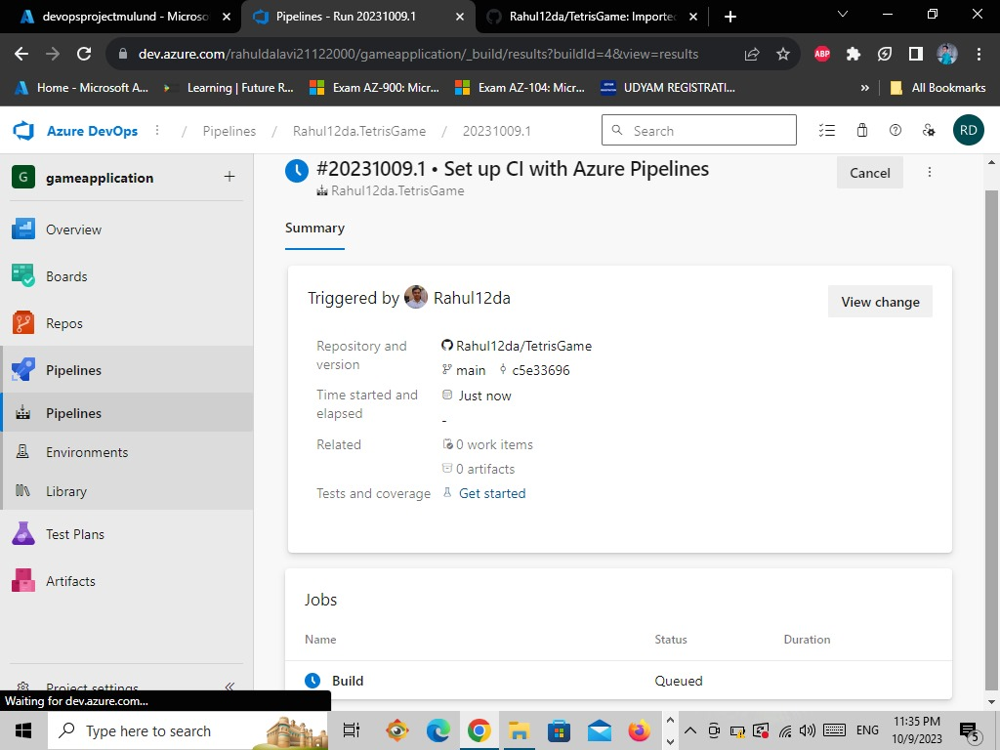 devopsprojectmulund - Microso
Pipelines - Run 20231009.1
Rahul12da/TetrisGame: Importe
dev.azure.com/rahuldalavi21122000/gameapplication/_build/results?buildId=4&view=results
ABP
Home - Microsoft A...
Learning | Future R...
Exam AZ-900: Micr...
Exam AZ-104: Micr...
UDYAM REGISTRATI...
»
All Bookmarks
Azure DevOps / Pipelines / Rahul12da.TetrisGame / 20231009.1
Search
RD
G gameapplication +
#20231009.1 • Set up CI with Azure Pipelines
Rahul12da.TetrisGame
Cancel
Overview
Boards
Repos
Pipelines
Pipelines
Environments
Library
Test Plans
Artifacts
Project settings
Summary
Triggered by Rahul12da
View change
Repository and version
Rahul12da/TetrisGame
main c5e33696
Time started and elapsed
Just now
-
Related
0 work items
0 artifacts
Tests and coverage
Get started
Jobs
Name Status Duration
Build Queued
Waiting for dev.azure.com...
Type here to search
ENG
11:35 PM
10/9/2023
5